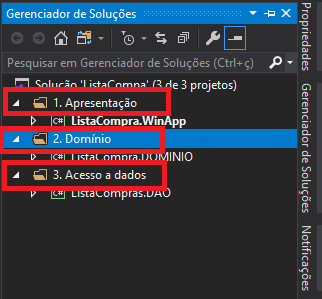 Gerenciador de Soluções
Pesquisar em Gerenciador de Soluções (Ctrl+ç)
Solução 'ListaCompra' (3 de 3 projetos)
1. Apresentação
C# ListaCompra.WinApp
2. Domínio
C# ListaCompra.DOMINIO
3. Acesso a dados
C# ListaCompras.DAO
Propriedades
Gerenciador de Soluções
Notificações